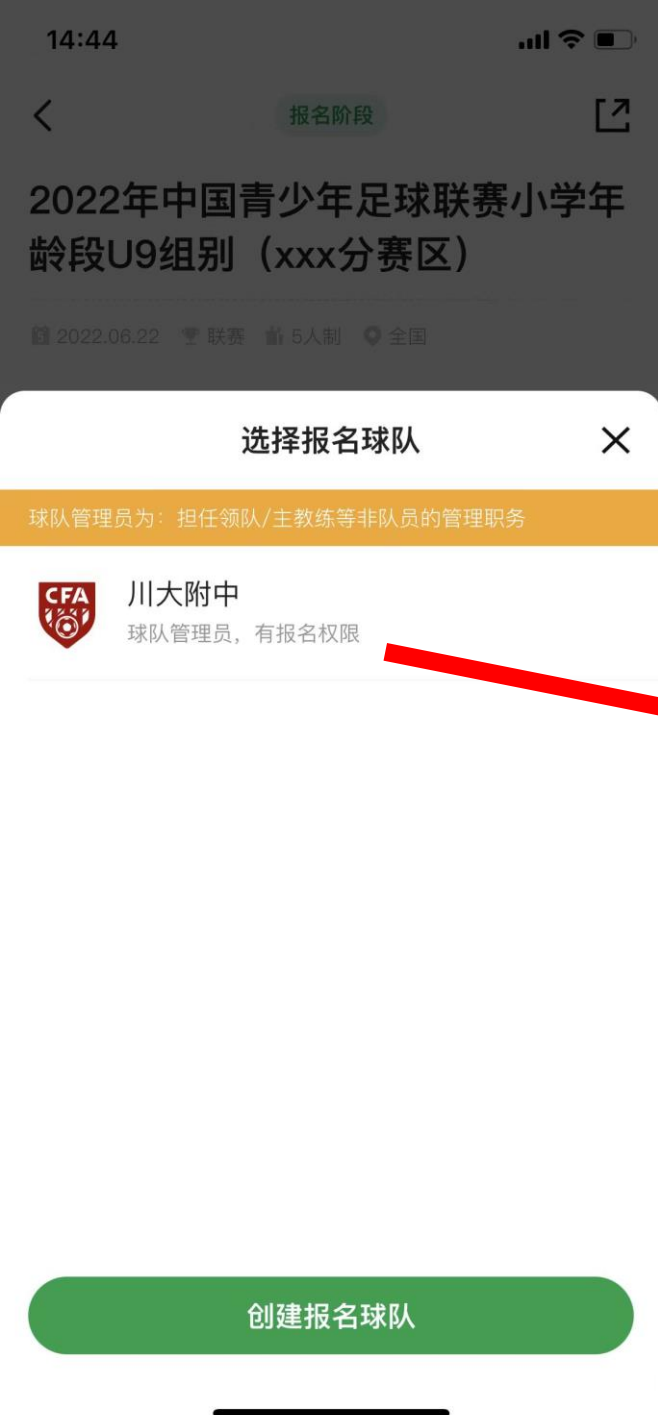 14:44
报名阶段
2022年中国青少年足球联赛小学年
龄段U9组别（xxx分赛区）
2022.06.22 联赛 5人制 全国
选择报名球队
球队管理员为：担任领队/主教练等非队员的管理职务
CFA
川大附中
球队管理员，有报名权限
创建报名球队